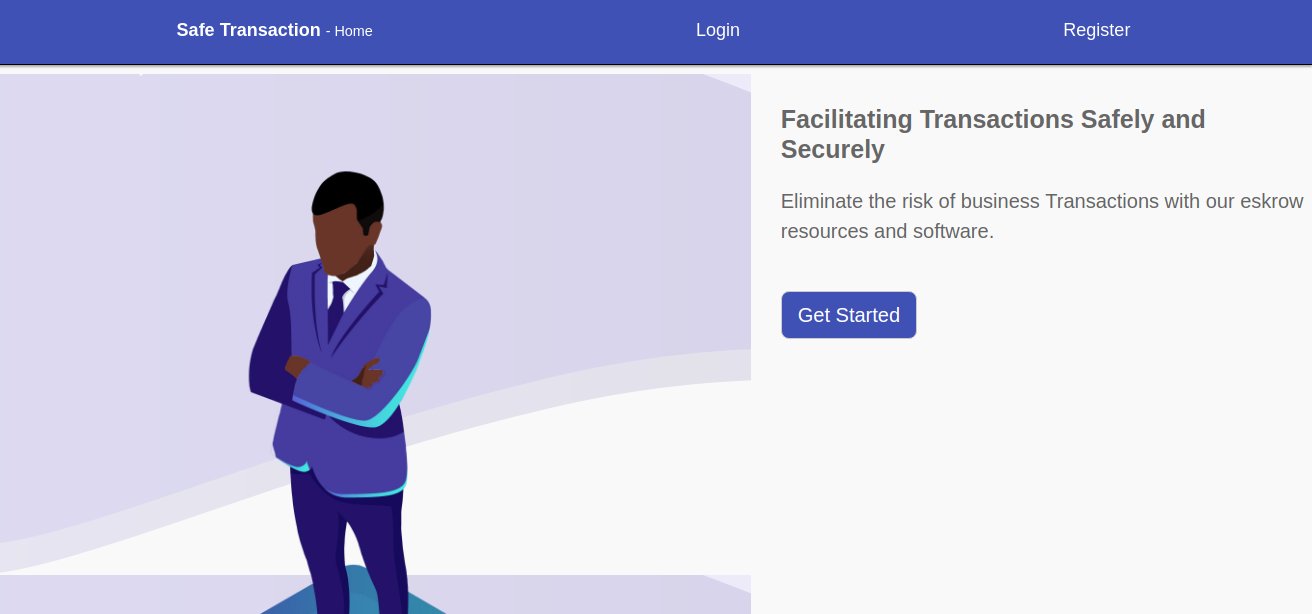 Safe Transaction - Home Login Register
Facilitating Transactions Safely and
Securely
Eliminate the risk of business Transactions with our eskrow
resources and software.
Get Started